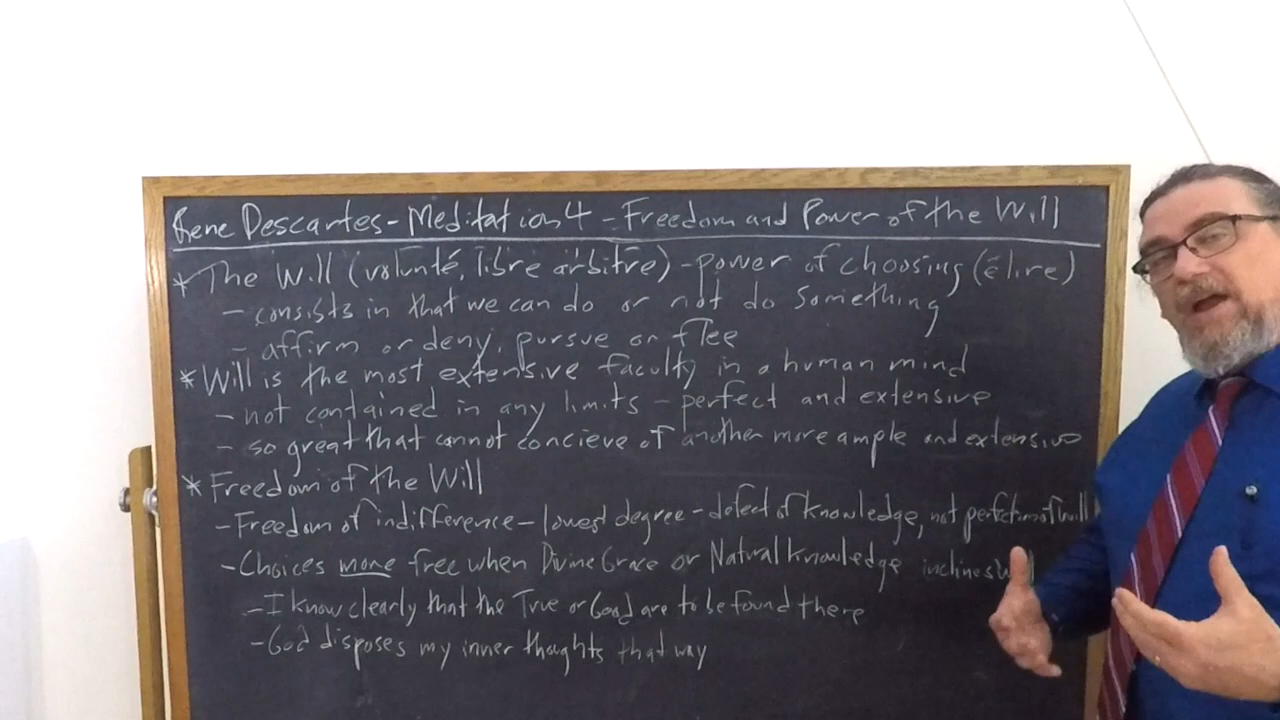 Rene Descartes - Meditation 4 - Freedom and Power of the Will
* The Will (volunté, libre arbitre) - power of choosing (élire)
- consists in that we can do or not do something
- affirm or deny, pursue or flee
* Will is the most extensive faculty in a human mind
- not contained in any limits - perfect and extensive
- so great that cannot concieve of another more ample and extensive
* Freedom of the Will
- Freedom of indifference - lowest degree - defect of knowledge, not perfection of will
- Choices more free when Divine Grace or Natural knowledge inclines
- I know clearly that the True or Good are to be found there
- God disposes my inner thoughts that way